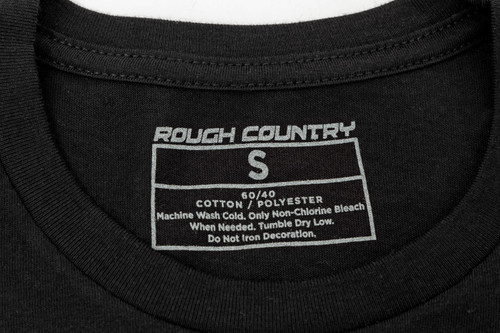 ROUGH COUNTRY
S
60/40
COTTON / POLYESTER
Machine Wash Cold. Only Non-Chlorine Bleach
When Needed. Tumble Dry Low.
Do Not Iron Decoration.